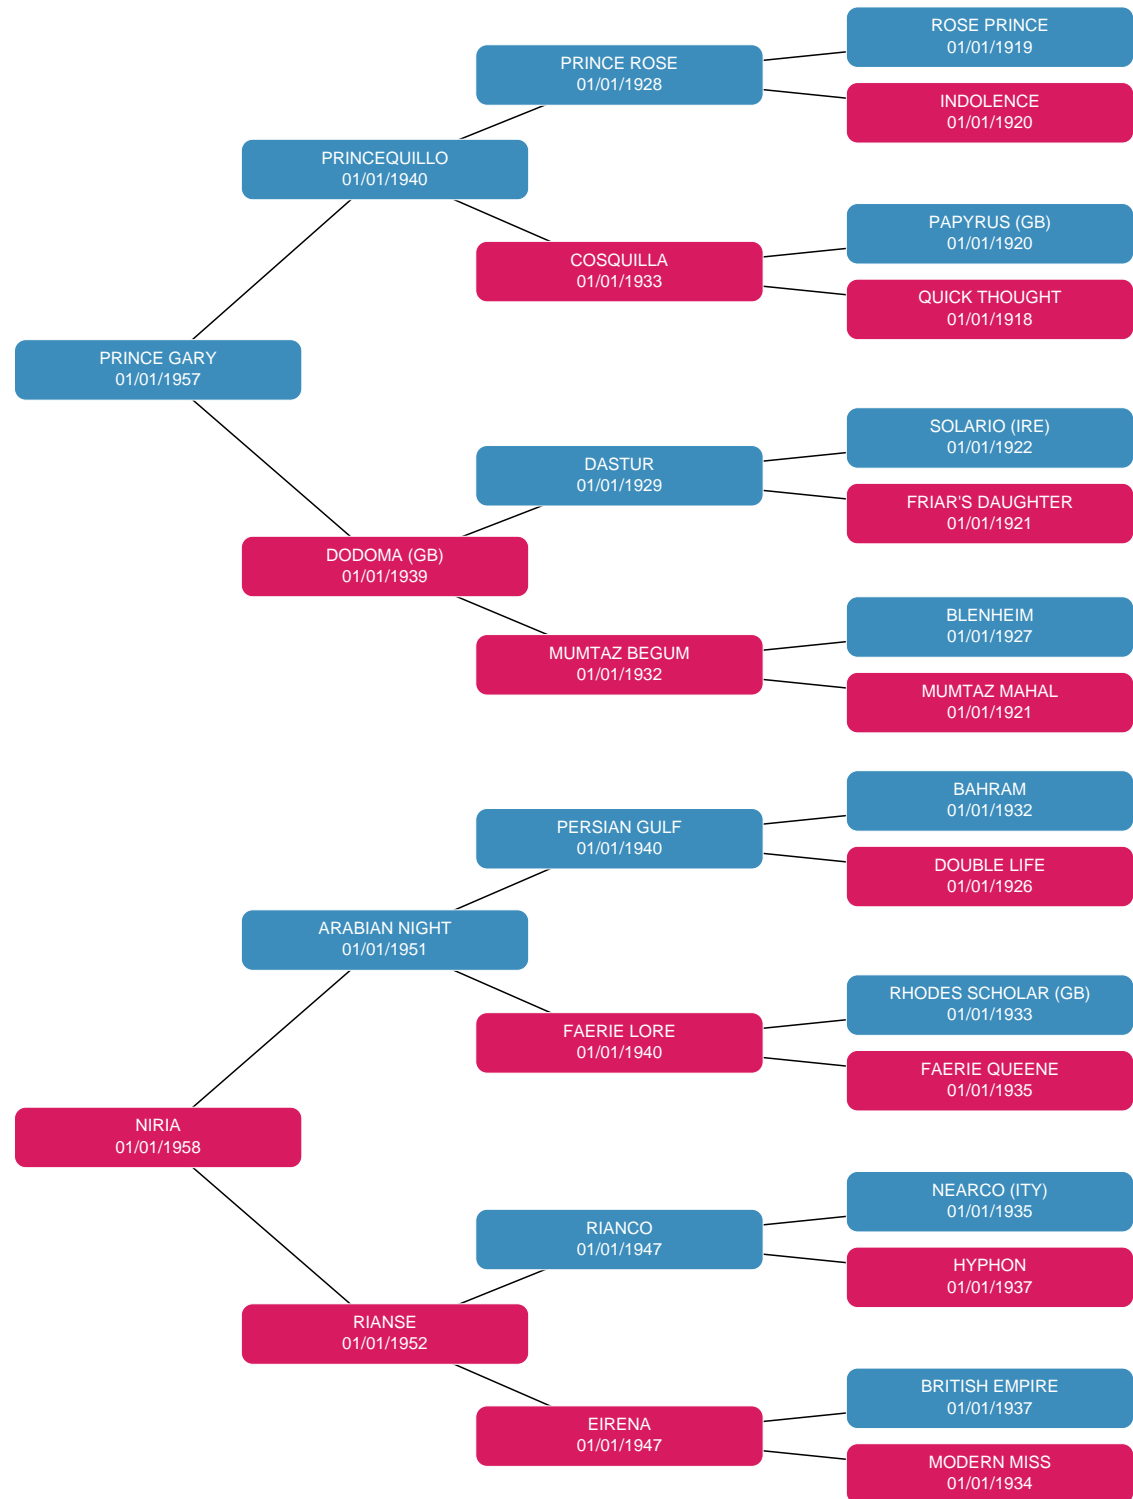 ROSE PRINCE
01/01/1919
PRINCE ROSE
01/01/1928
INDOLENCE
01/01/1920
PRINCEQUILLO
01/01/1940
PAPYRUS (GB)
01/01/1920
COSQUILLA
01/01/1933
QUICK THOUGHT
01/01/1918
PRINCE GARY
01/01/1957
SOLARIO (IRE)
01/01/1922
DASTUR
01/01/1929
FRIAR'S DAUGHTER
01/01/1921
DODOMA (GB)
01/01/1939
BLENHEIM
01/01/1927
MUMTAZ BEGUM
01/01/1932
MUMTAZ MAHAL
01/01/1921
BAHRAM
01/01/1932
PERSIAN GULF
01/01/1940
DOUBLE LIFE
01/01/1926
ARABIAN NIGHT
01/01/1951
RHODES SCHOLAR (GB)
01/01/1933
FAERIE LORE
01/01/1940
FAERIE QUEENE
01/01/1935
NIRIA
01/01/1958
NEARCO (ITY)
01/01/1935
RIANCO
01/01/1947
HYPHON
01/01/1937
RIANSE
01/01/1952
BRITISH EMPIRE
01/01/1937
EIRENA
01/01/1947
MODERN MISS
01/01/1934